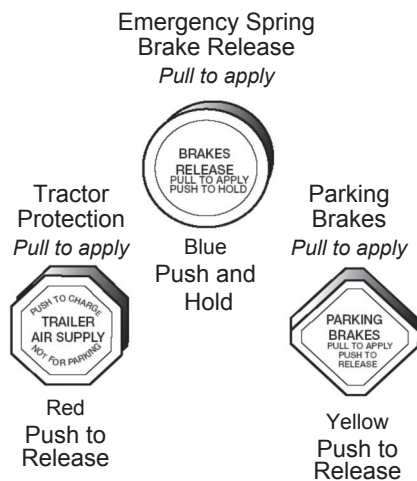 Emergency Spring
Brake Release
Pull to apply
BRAKES
RELEASE
PULL TO APPLY
PUSH TO HOLD
Blue
Push and
Hold
Tractor
Protection
Pull to apply
PUSH TO CHARGE
TRAILER
AIR SUPPLY
NOT FOR PARKING
Red
Push to
Release
Parking
Brakes
Pull to apply
PARKING
BRAKES
PULL TO APPLY
PUSH TO
RELEASE
Yellow
Push to
Release